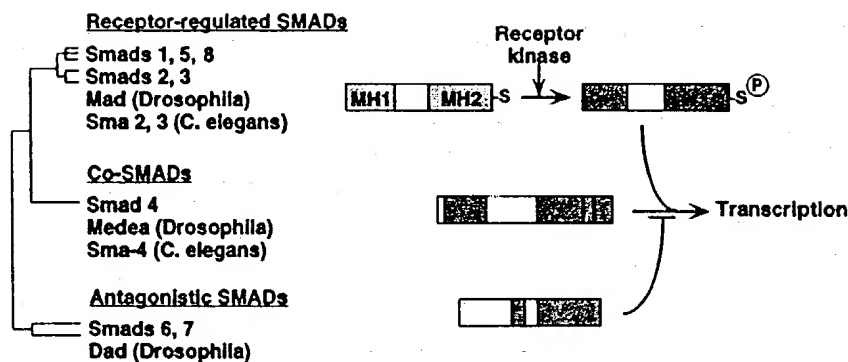 Receptor-regulated SMADs
Smads 1, 5, 8
Smads 2, 3
Mad (Drosophila)
Sma 2, 3 (C. elegans)
Receptor
kinase
MH1 MH2 -S
-S P
Co-SMADs
Smad 4
Medea (Drosophila)
Sma-4 (C. elegans)
Transcription
Antagonistic SMADs
Smads 6, 7
Dad (Drosophila)